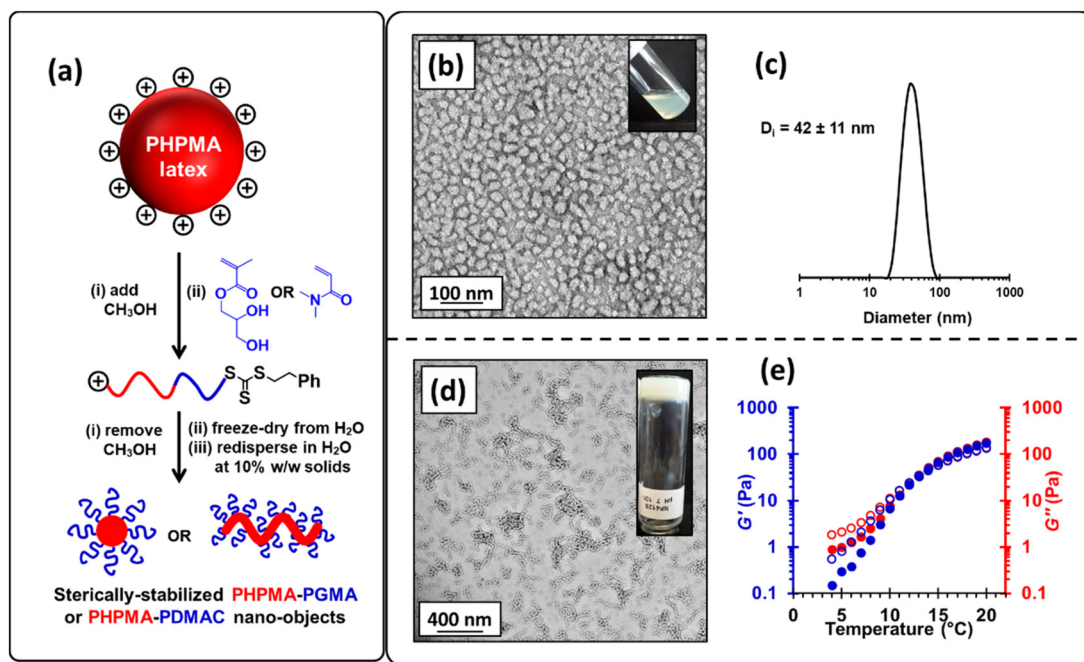 (a)
PHPMA
latex
(i) add
CH₃OH
(ii)
OR
O
O
OH
OH
N
O
S
S
S
Ph
(i) remove
CH₃OH
(ii) freeze-dry from H₂O
(iii) redisperse in H₂O
at 10% w/w solids
OR
Sterically-stabilized PHPMA-PGMA
or PHPMA-PDMAC nano-objects
(b)
100 nm
(c)
Dᵢ = 42 ± 11 nm
1 10 100 1000
Diameter (nm)
(d)
pH 7
400 nm
(e)
1000
100
10
1
0.1
G′ (Pa)
1000
100
10
1
0.1
G″ (Pa)
0 5 10 15 20
Temperature (°C)